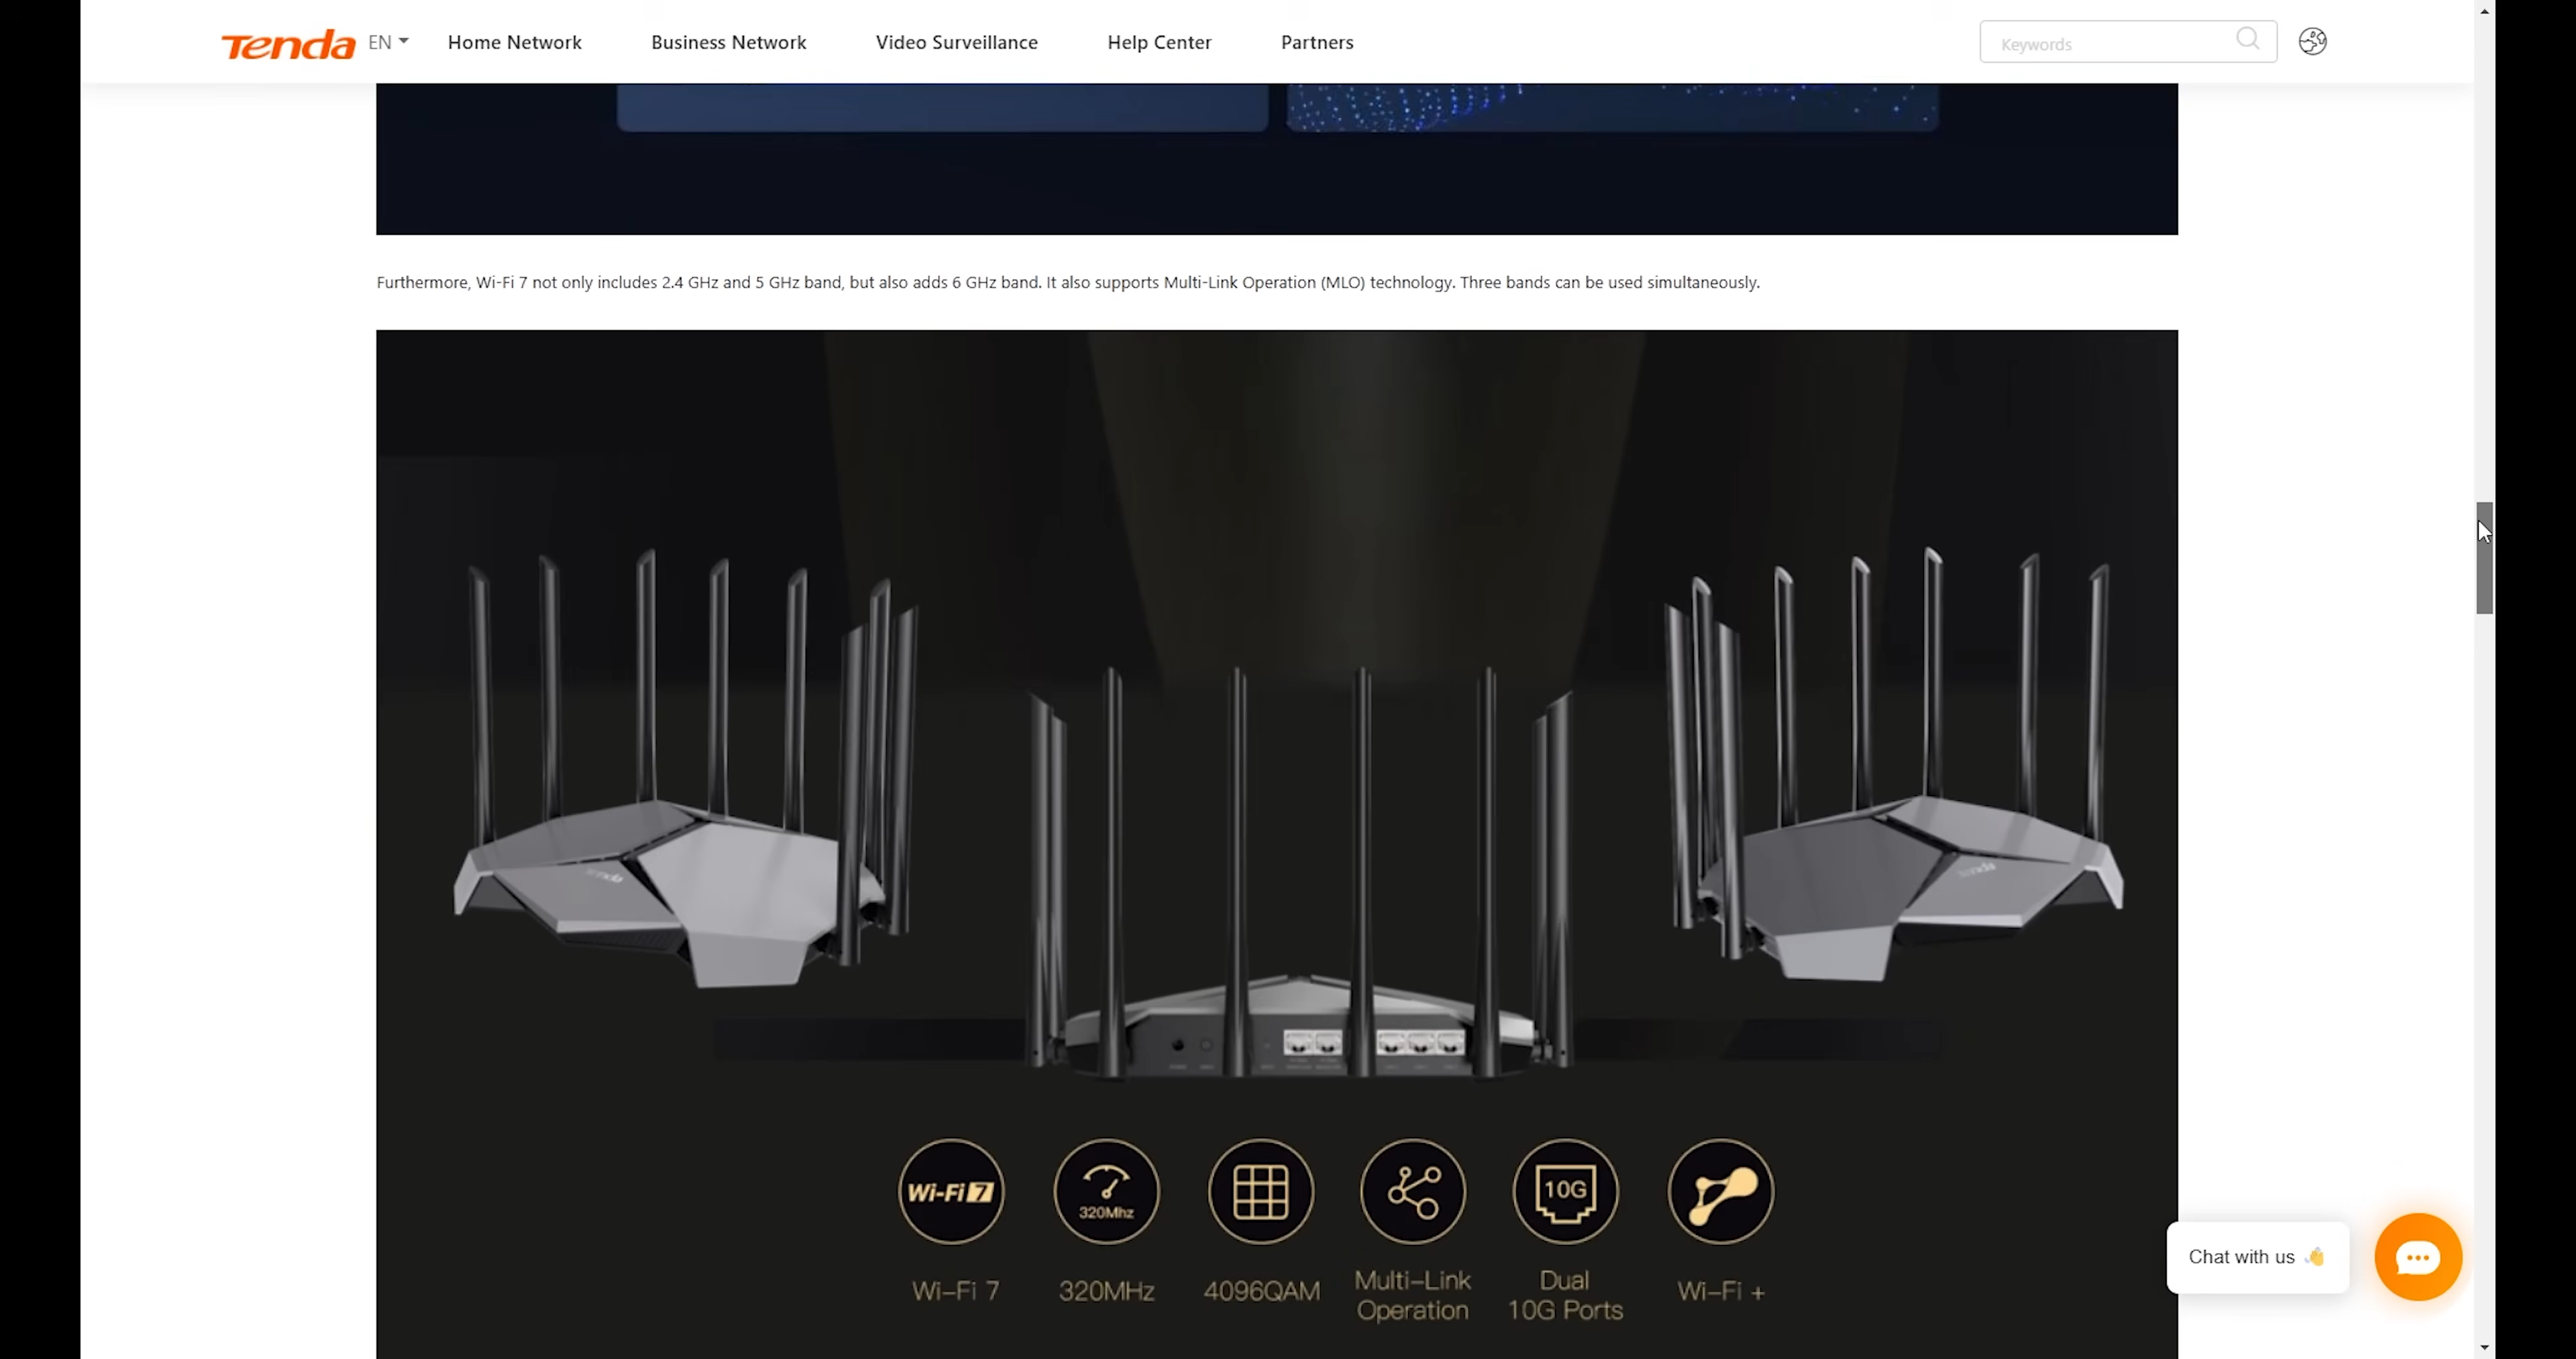 Tenda EN Home Network Business Network Video Surveillance Help Center Partners Keywords
Furthermore, Wi-Fi 7 not only includes 2.4 GHz and 5 GHz band, but also adds 6 GHz band. It also supports Multi-Link Operation (MLO) technology. Three bands can be used simultaneously.
Tenda
Tenda
Wi-Fi 7
320Mhz
10G
Wi-Fi 7
320MHz
4096QAM
Multi-Link
Operation
Dual
10G Ports
Wi-Fi +
Chat with us 👋